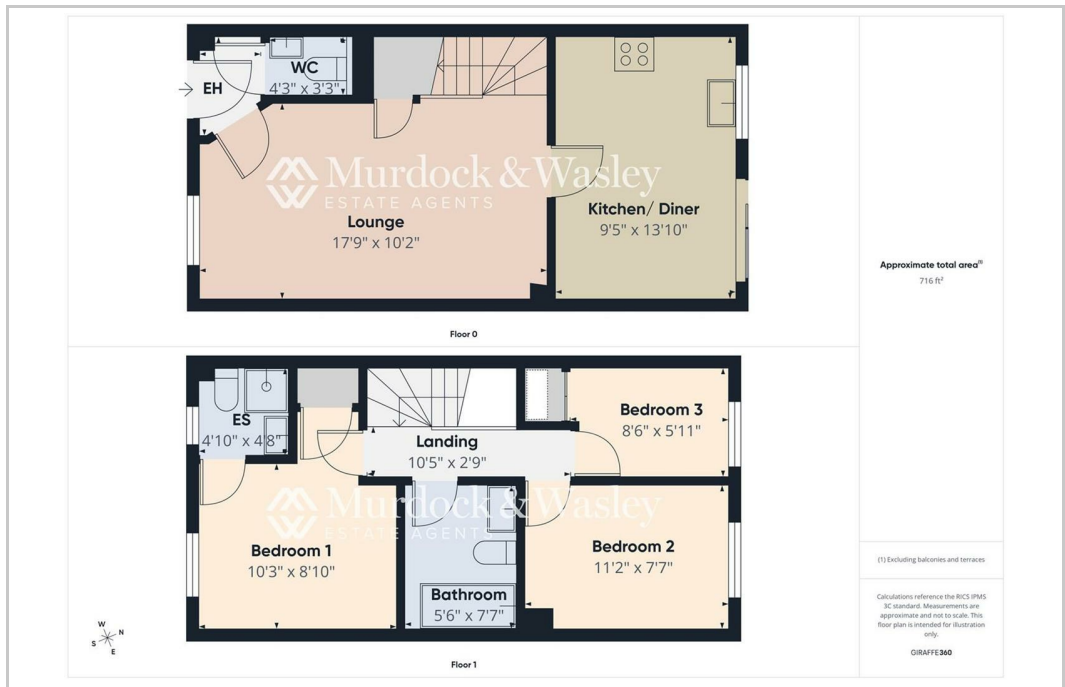 WC
4'3" x 3'3"
EH
Murdock & Wasley
ESTATE AGENTS
Lounge
17'9" x 10'2"
Kitchen/ Diner
9'5" x 13'10"
Floor 0
Approximate total area(1)
716 ft²
ES
4'10" x 4'8"
Landing
10'5" x 2'9"
Bedroom 3
8'6" x 5'11"
Murdock & Wasley
ESTATE AGENTS
Bedroom 1
10'3" x 8'10"
Bathroom
5'6" x 7'7"
Bedroom 2
11'2" x 7'7"
W
N
S
E
Floor 1
(1) Excluding balconies and terraces
Calculations reference the RICS IPMS
3C standard. Measurements are
approximate and not to scale. This
floor plan is intended for illustration
only.
GIRAFFE360